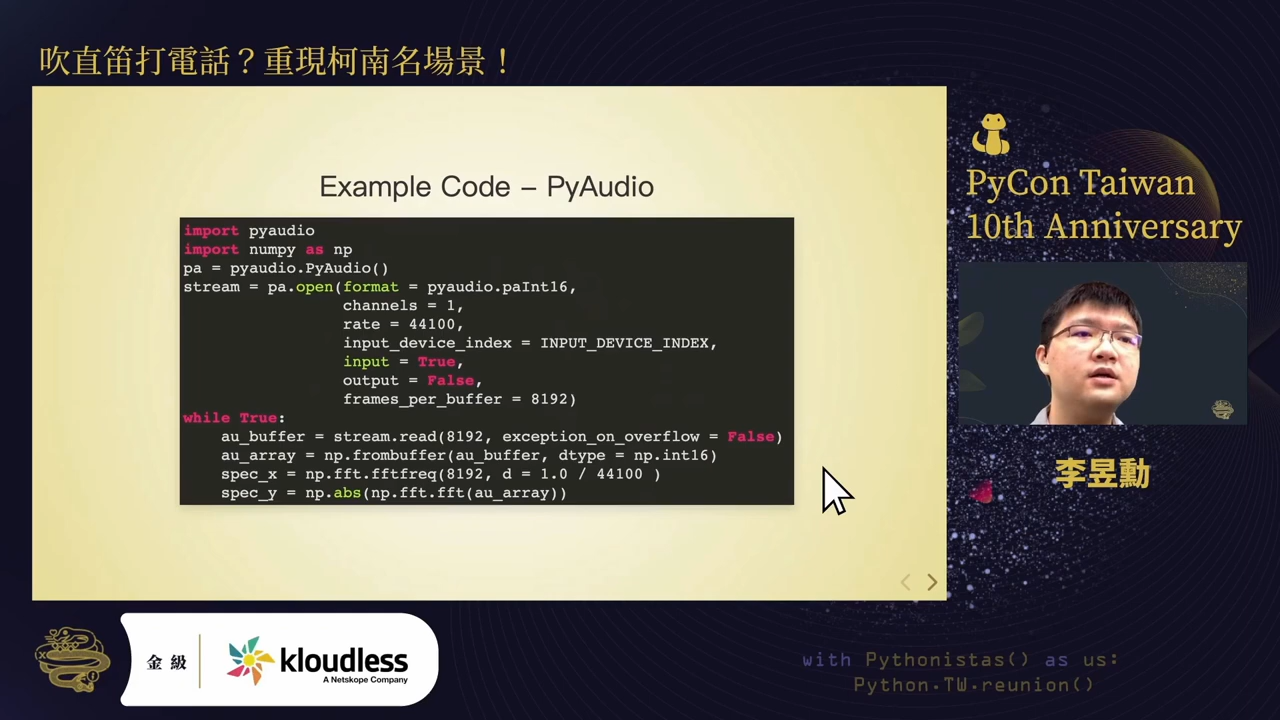 吹直笛打電話？重現柯南名場景！
Example Code – PyAudio
import pyaudio
import numpy as np
pa = pyaudio.PyAudio()
stream = pa.open(format = pyaudio.paInt16,
channels = 1,
rate = 44100,
input_device_index = INPUT_DEVICE_INDEX,
input = True,
output = False,
frames_per_buffer = 8192)
while True:
au_buffer = stream.read(8192, exception_on_overflow = False)
au_array = np.frombuffer(au_buffer, dtype = np.int16)
spec_x = np.fft.fftfreq(8192, d = 1.0 / 44100 )
spec_y = np.abs(np.fft.fft(au_array))
PyCon Taiwan
10th Anniversary
李昱勳
金級
kloudless
A Netskope Company
with Pythonistas() as us:
Python.TW.reunion()